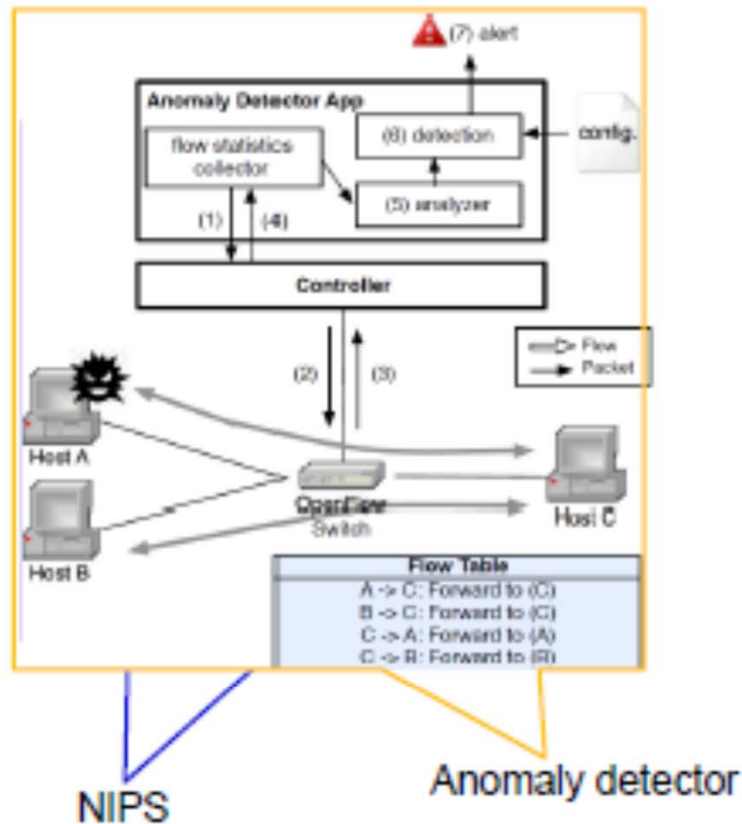 (7) alert
Anomaly Detector App
flow statistics
collector
(6) detection
config.
(5) analyzer
(1)
(4)
Controller
(2)
(3)
Flow
Packet
Host A
OpenFlow
Switch
Host C
Host B
Flow Table
A -> C: Forward to (C)
B -> C: Forward to (C)
C -> A: Forward to (A)
C -> B: Forward to (B)
Anomaly detector
NIPS